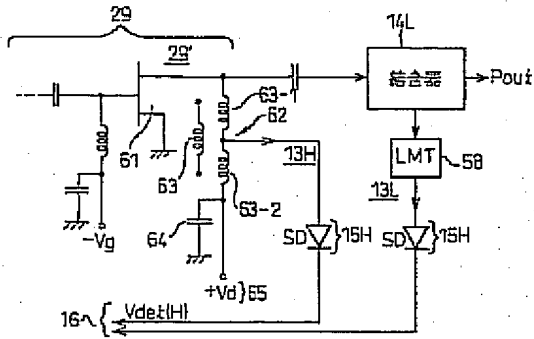 29
14L
29'
63-1
結合器
Pout
62
61
63
13H
LMT
58
63-2
13L
64
SD
15H
SD
15H
-Vg
+Vd
65
16
Vdet(H)